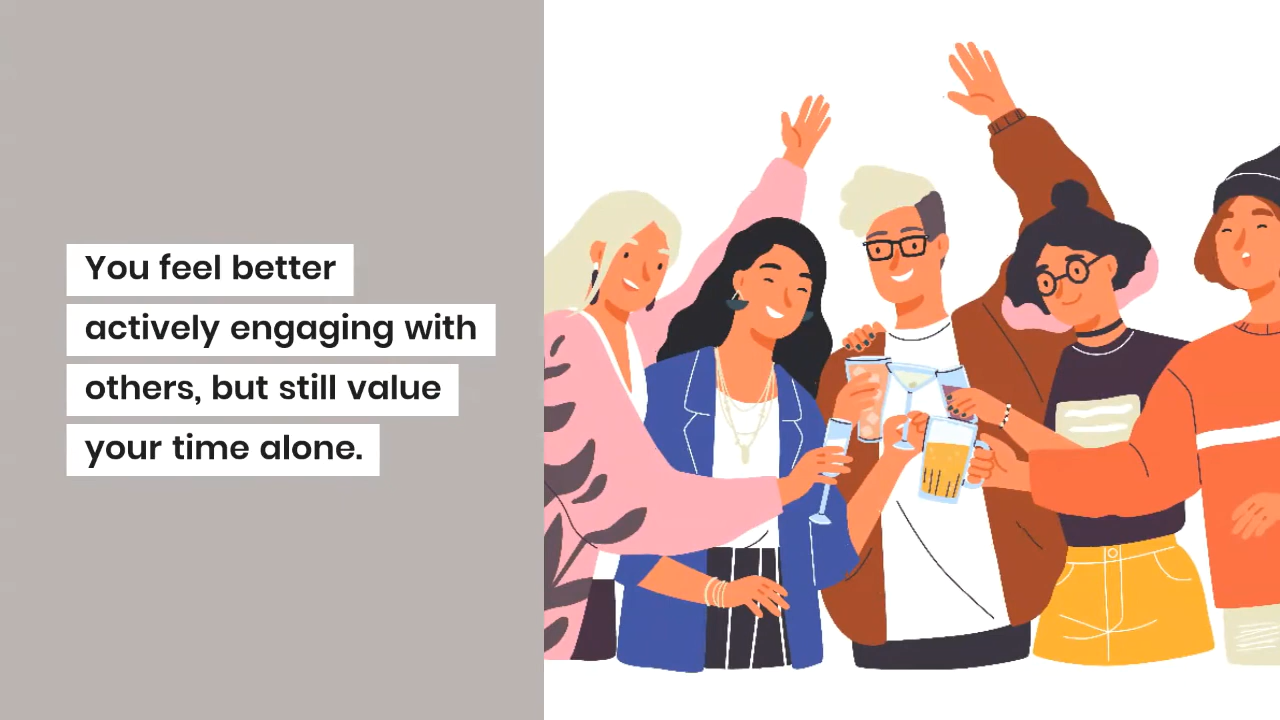 You feel better
actively engaging with
others, but still value
your time alone.